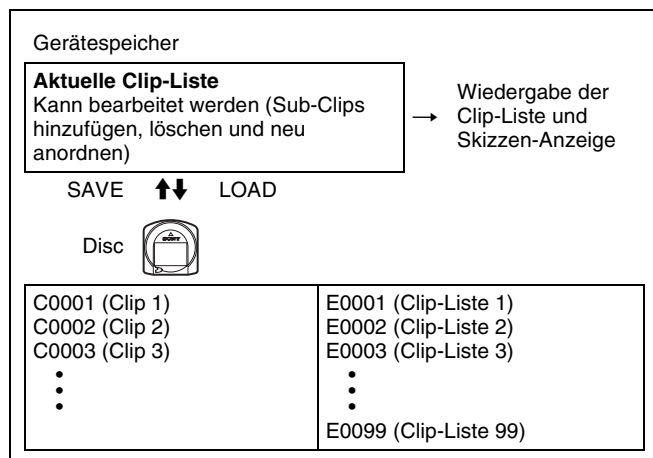 Gerätespeicher
Aktuelle Clip-Liste
Kann bearbeitet werden (Sub-Clips
hinzufügen, löschen und neu
anordnen)
→
Wiedergabe der
Clip-Liste und
Skizzen-Anzeige
SAVE
LOAD
Disc
SONY
C0001 (Clip 1)
C0002 (Clip 2)
C0003 (Clip 3)
•
•
•
E0001 (Clip-Liste 1)
E0002 (Clip-Liste 2)
E0003 (Clip-Liste 3)
•
•
•
E0099 (Clip-Liste 99)